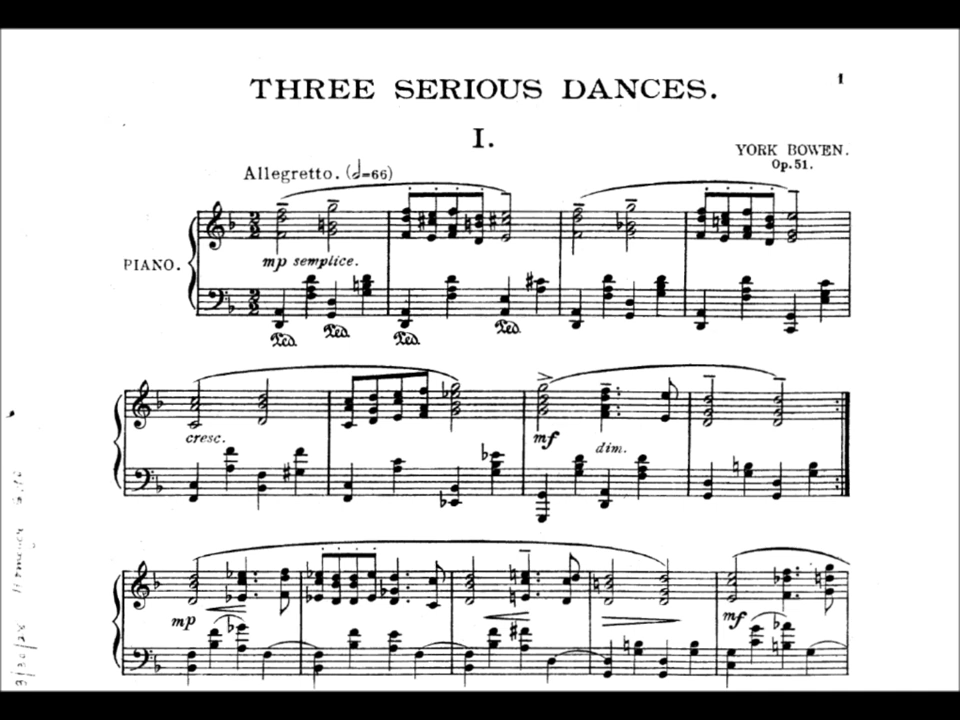 1
THREE SERIOUS DANCES.
I.
YORK BOWEN.
Op.51.
Allegretto. (𝅗𝅥=66)
PIANO.
mp semplice.
Ped. Ped. Ped. Ped.
cresc.
mf
dim.
mp
mf